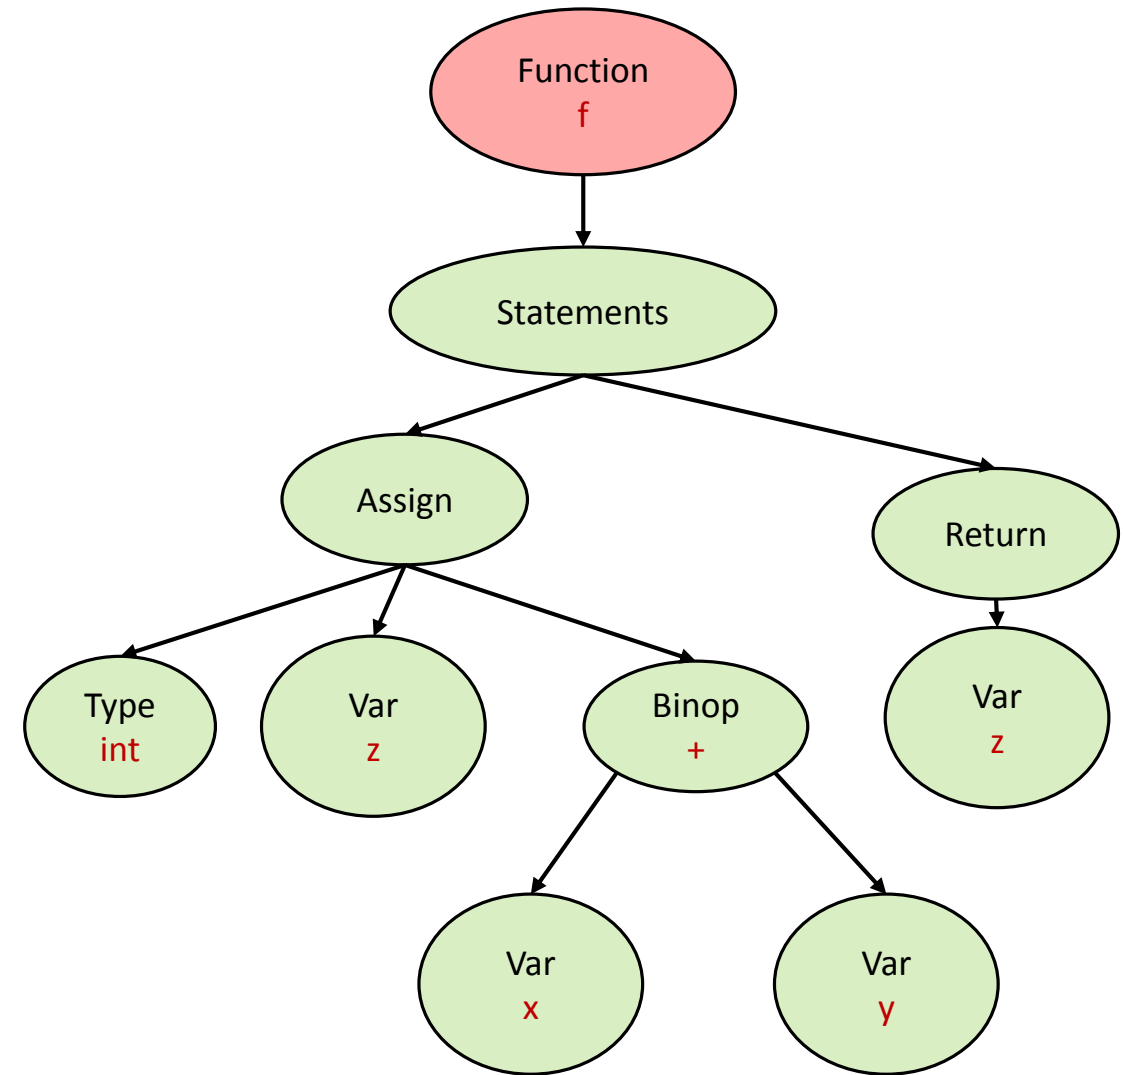 Function
f
Statements
Assign
Return
Type
int
Var
z
Binop
+
Var
z
Var
x
Var
y